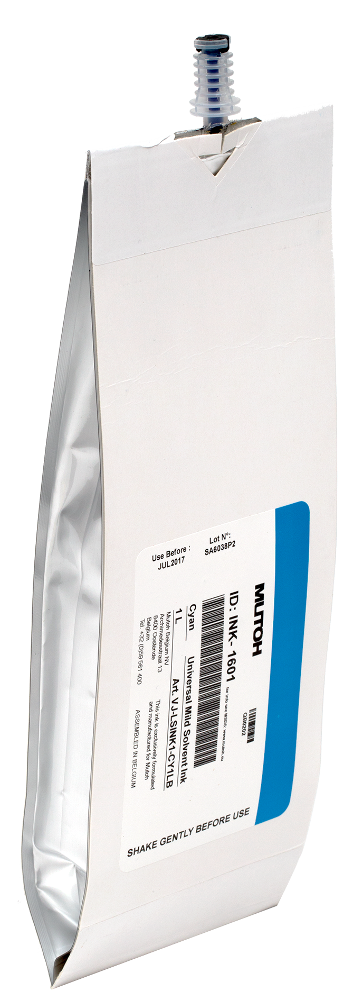 Use Before :
JUL2017
Lot N°:
SA6038P2
MUTOH
QB0202
ID: INK- 1601
for info see MSDS: www.mutoh.eu
Cyan Universal Mild Solvent Ink
1 L Art. VJ-LSINK1-CY1LB
Mutoh Belgium NV
Archimedesstraat 13
8400 Oostende
Belgium
Tel. +32 (0)59 561 400
This ink is exclusively formulated
and manufactured for Mutoh
ASSEMBLED IN BELGIUM
SHAKE GENTLY BEFORE USE